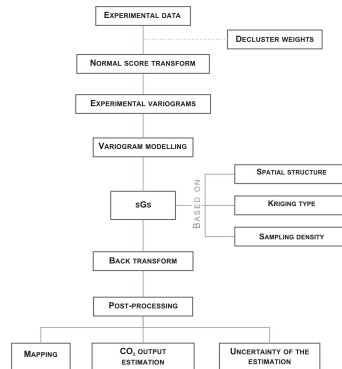 EXPERIMENTAL DATA
DECLUSTER WEIGHTS
NORMAL SCORE TRANSFORM
EXPERIMENTAL VARIOGRAMS
VARIOGRAM MODELLING
sGs
BASED ON
SPATIAL STRUCTURE
KRIGING TYPE
SAMPLING DENSITY
BACK TRANSFORM
POST-PROCESSING
MAPPING
CO₂ OUTPUT
ESTIMATION
UNCERTAINTY OF THE
ESTIMATION